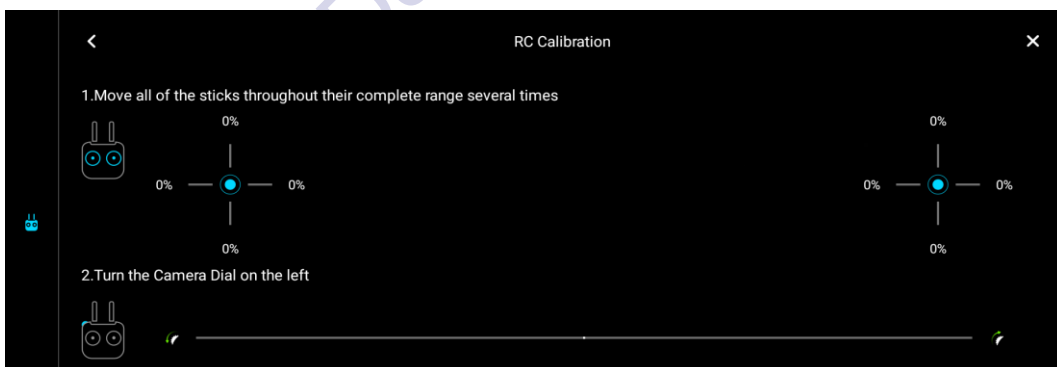 RC Calibration
1.Move all of the sticks throughout their complete range several times
0% 0%
0% 0% 0% 0%
0% 0%
2.Turn the Camera Dial on the left